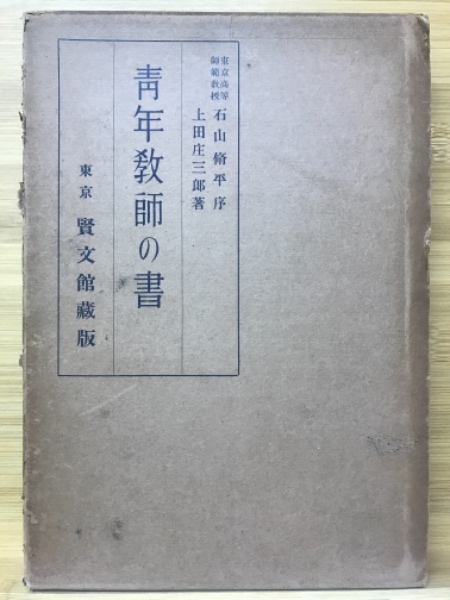 東京高等
師範教授
石山脩平序
上田庄三郎著
青年教師の書
東京 賢文館蔵版